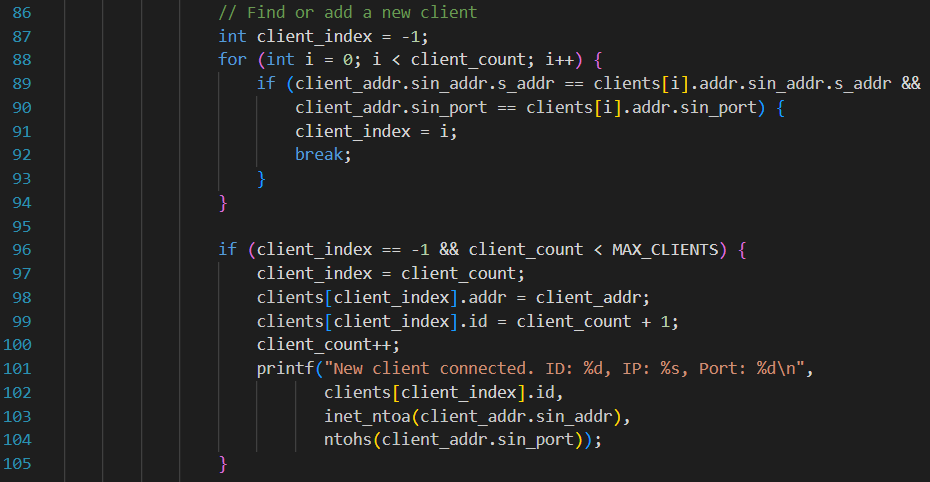 86 // Find or add a new client
87 int client_index = -1;
88 for (int i = 0; i < client_count; i++) {
89 if (client_addr.sin_addr.s_addr == clients[i].addr.sin_addr.s_addr &&
90 client_addr.sin_port == clients[i].addr.sin_port) {
91 client_index = i;
92 break;
93 }
94 }
95
96 if (client_index == -1 && client_count < MAX_CLIENTS) {
97 client_index = client_count;
98 clients[client_index].addr = client_addr;
99 clients[client_index].id = client_count + 1;
100 client_count++;
101 printf("New client connected. ID: %d, IP: %s, Port: %d\n",
102 clients[client_index].id,
103 inet_ntoa(client_addr.sin_addr),
104 ntohs(client_addr.sin_port));
105 }